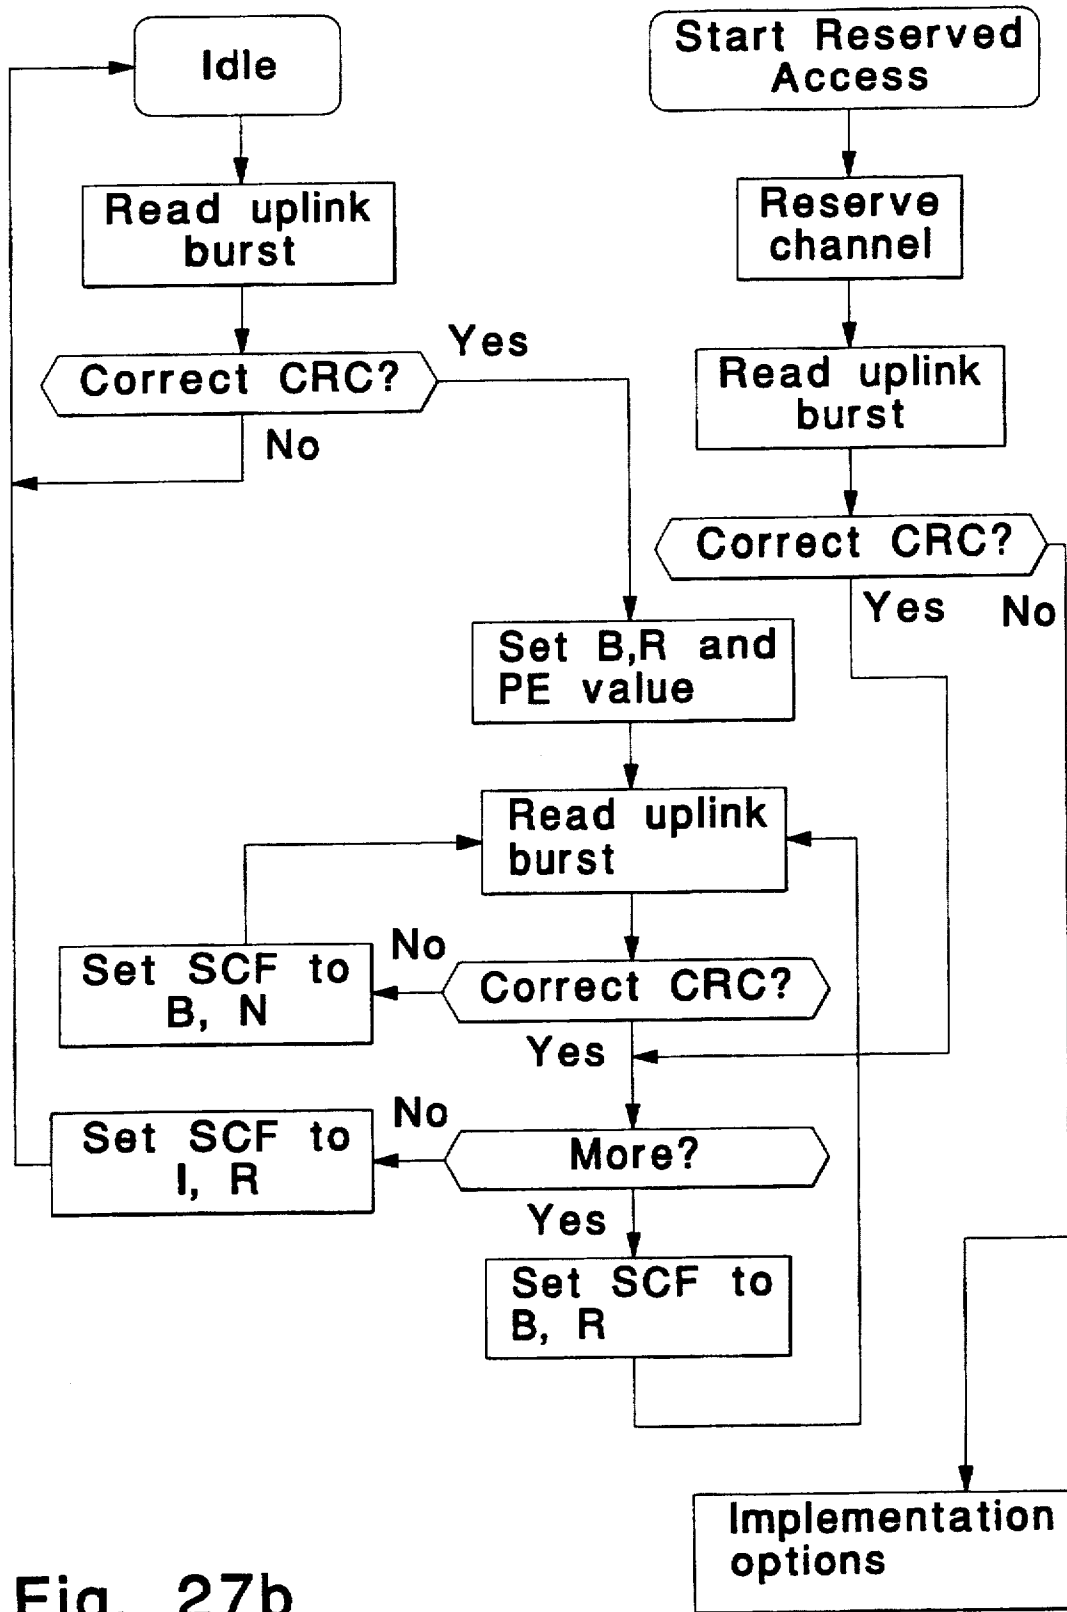 Idle
Start Reserved
Access
Read uplink
burst
Reserve
channel
Correct CRC?
Yes
No
Read uplink
burst
Correct CRC?
Yes
No
Set B,R and
PE value
Read uplink
burst
Set SCF to
B, N
No
Correct CRC?
Yes
Set SCF to
I, R
No
More?
Yes
Set SCF to
B, R
Implementation
options
Fig. 27b